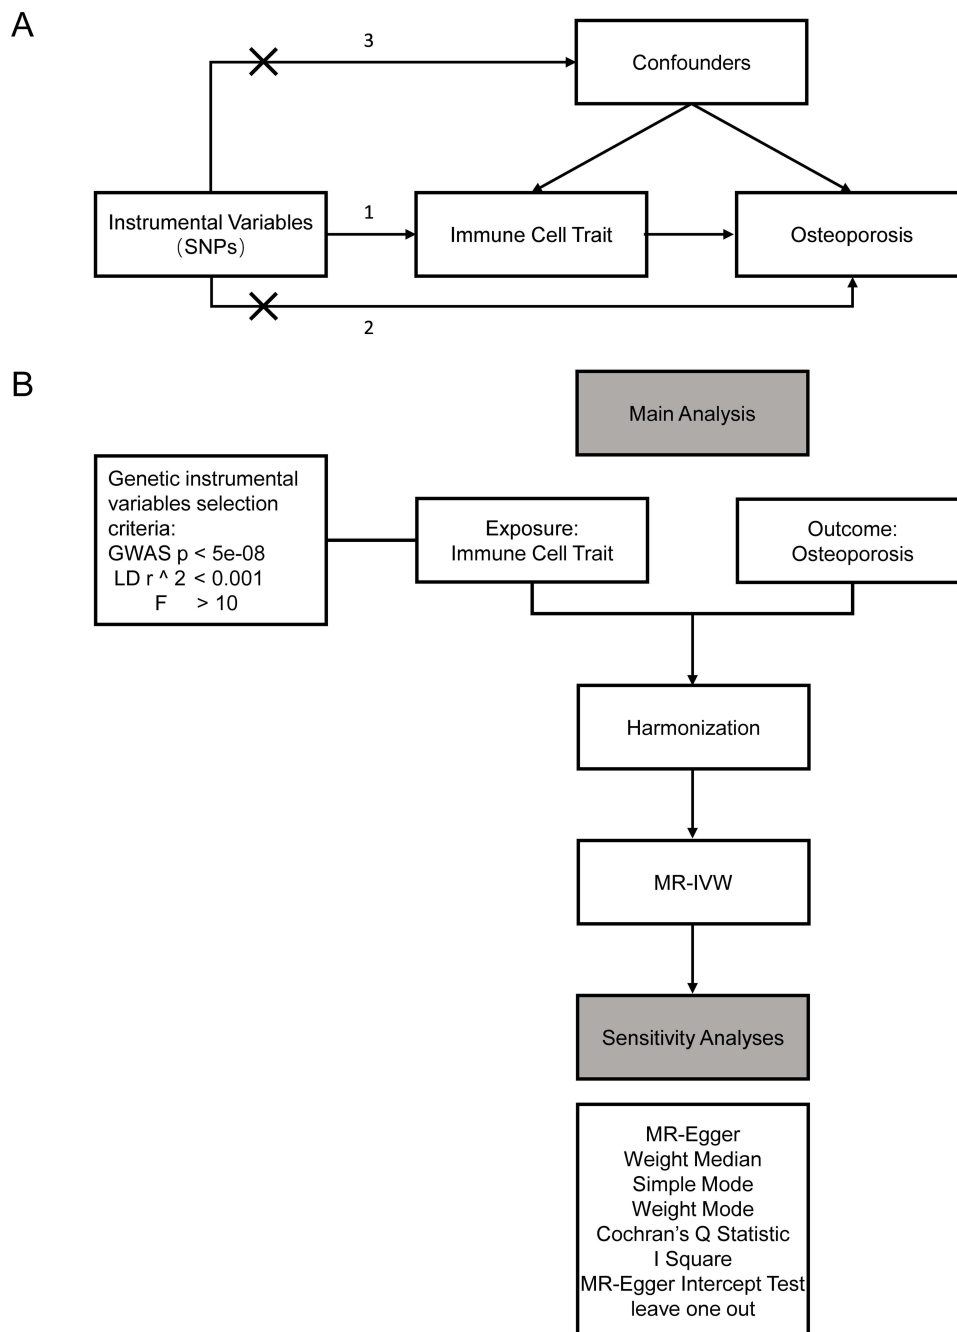 A
3
Confounders
Instrumental Variables
（SNPs）
1
Immune Cell Trait
Osteoporosis
2
B
Main Analysis
Genetic instrumental
variables selection
criteria:
GWAS p < 5e-08
LD r ^ 2 < 0.001
F > 10
Exposure:
Immune Cell Trait
Outcome:
Osteoporosis
Harmonization
MR-IVW
Sensitivity Analyses
MR-Egger
Weight Median
Simple Mode
Weight Mode
Cochran’s Q Statistic
I Square
MR-Egger Intercept Test
leave one out